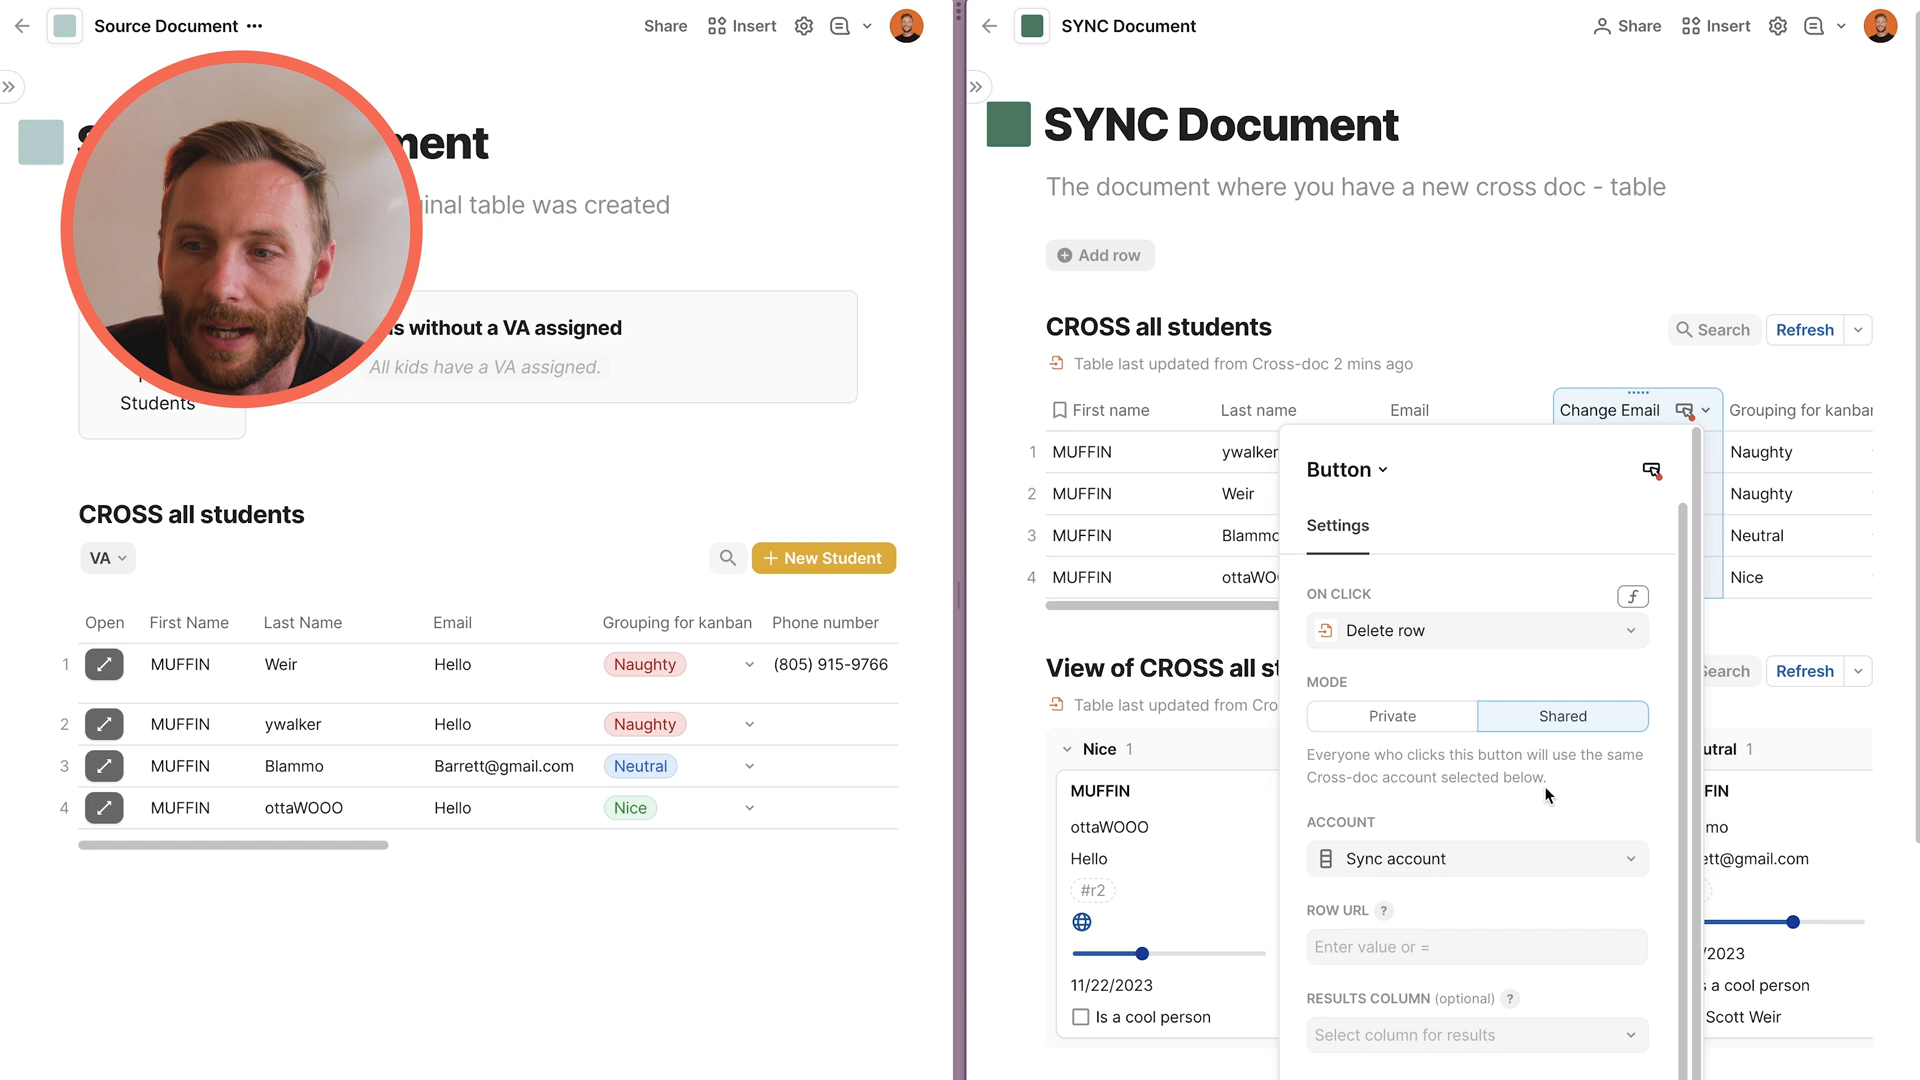 Source Document
Share
Insert
ment
inal table was created
s without a VA assigned
All kids have a VA assigned.
Students
CROSS all students
VA
New Student
Open First Name Last Name Email Grouping for kanban Phone number
1 MUFFIN Weir Hello Naughty (805) 915-9766
2 MUFFIN ywalker Hello Naughty
3 MUFFIN Blammo Barrett@gmail.com Neutral
4 MUFFIN ottaWOOO Hello Nice
SYNC Document
Share
Insert
SYNC Document
The document where you have a new cross doc - table
Add row
CROSS all students
Search
Refresh
Table last updated from Cross-doc 2 mins ago
First name Last name Email Change Email Grouping for kanban
1 MUFFIN ywalker Naughty
2 MUFFIN Weir Naughty
3 MUFFIN Blammo Neutral
4 MUFFIN ottaWO Nice
Button
Settings
ON CLICK
Delete row
MODE
Private
Shared
Everyone who clicks this button will use the same
Cross-doc account selected below.
ACCOUNT
Sync account
ROW URL ?
Enter value or =
RESULTS COLUMN (optional) ?
Select column for results
View of CROSS all st
Search
Refresh
Table last updated from Cro
Nice 1
MUFFIN
ottaWOOO
Hello
#r2
11/22/2023
Is a cool person
utral 1
FIN
mo
ett@gmail.com
/2023
s a cool person
Scott Weir